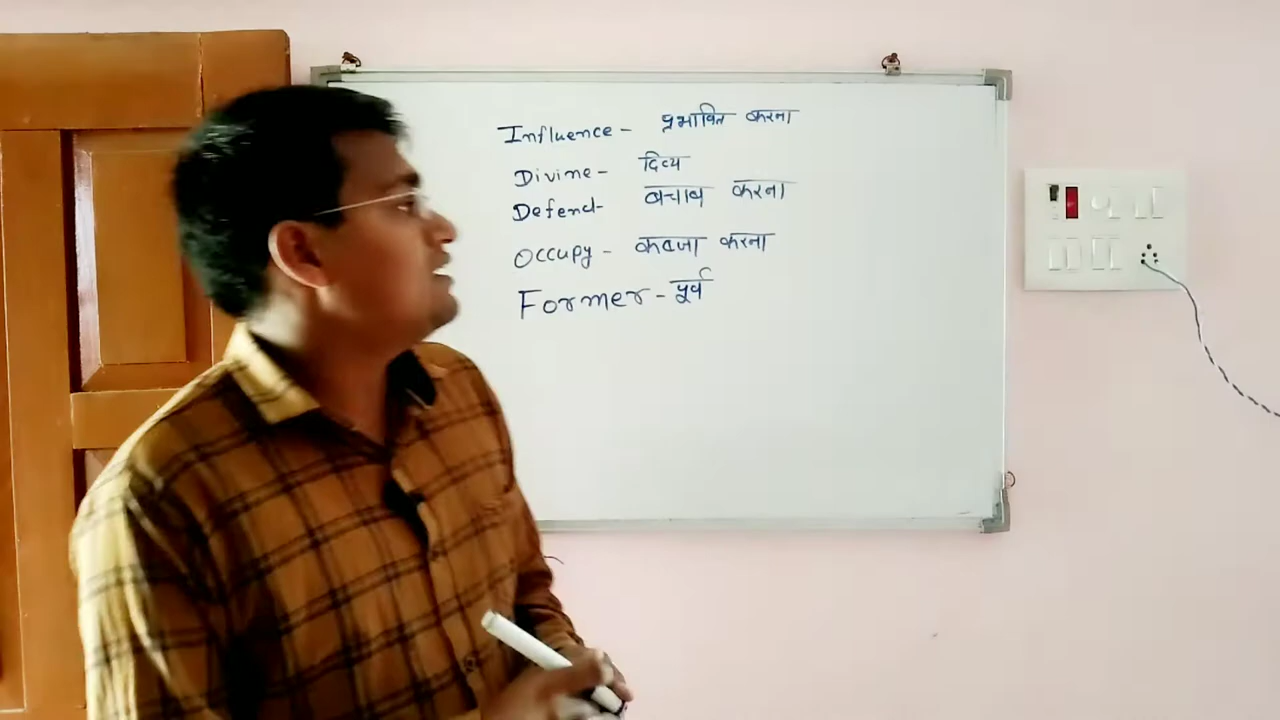 Influence - प्रभावित करना
Divine - दिव्य
Defend - बचाव करना
Occupy - कबजा करना
Former - पूर्व